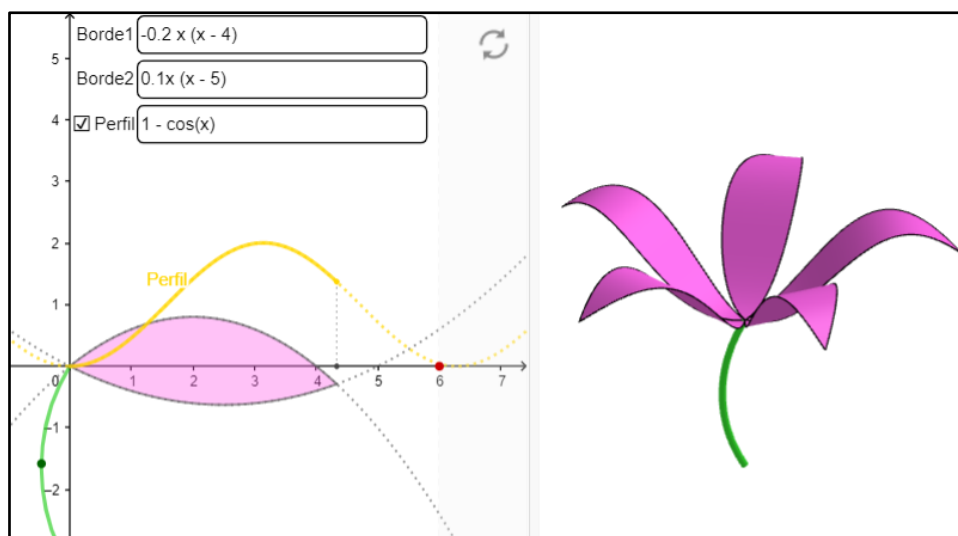 Borde1 -0.2 x (x - 4)
Borde2 0.1x (x - 5)
Perfil 1 - cos(x)
5
4
3
2
Perfil
1
0 1 2 3 4 5 6 7
-1
-2